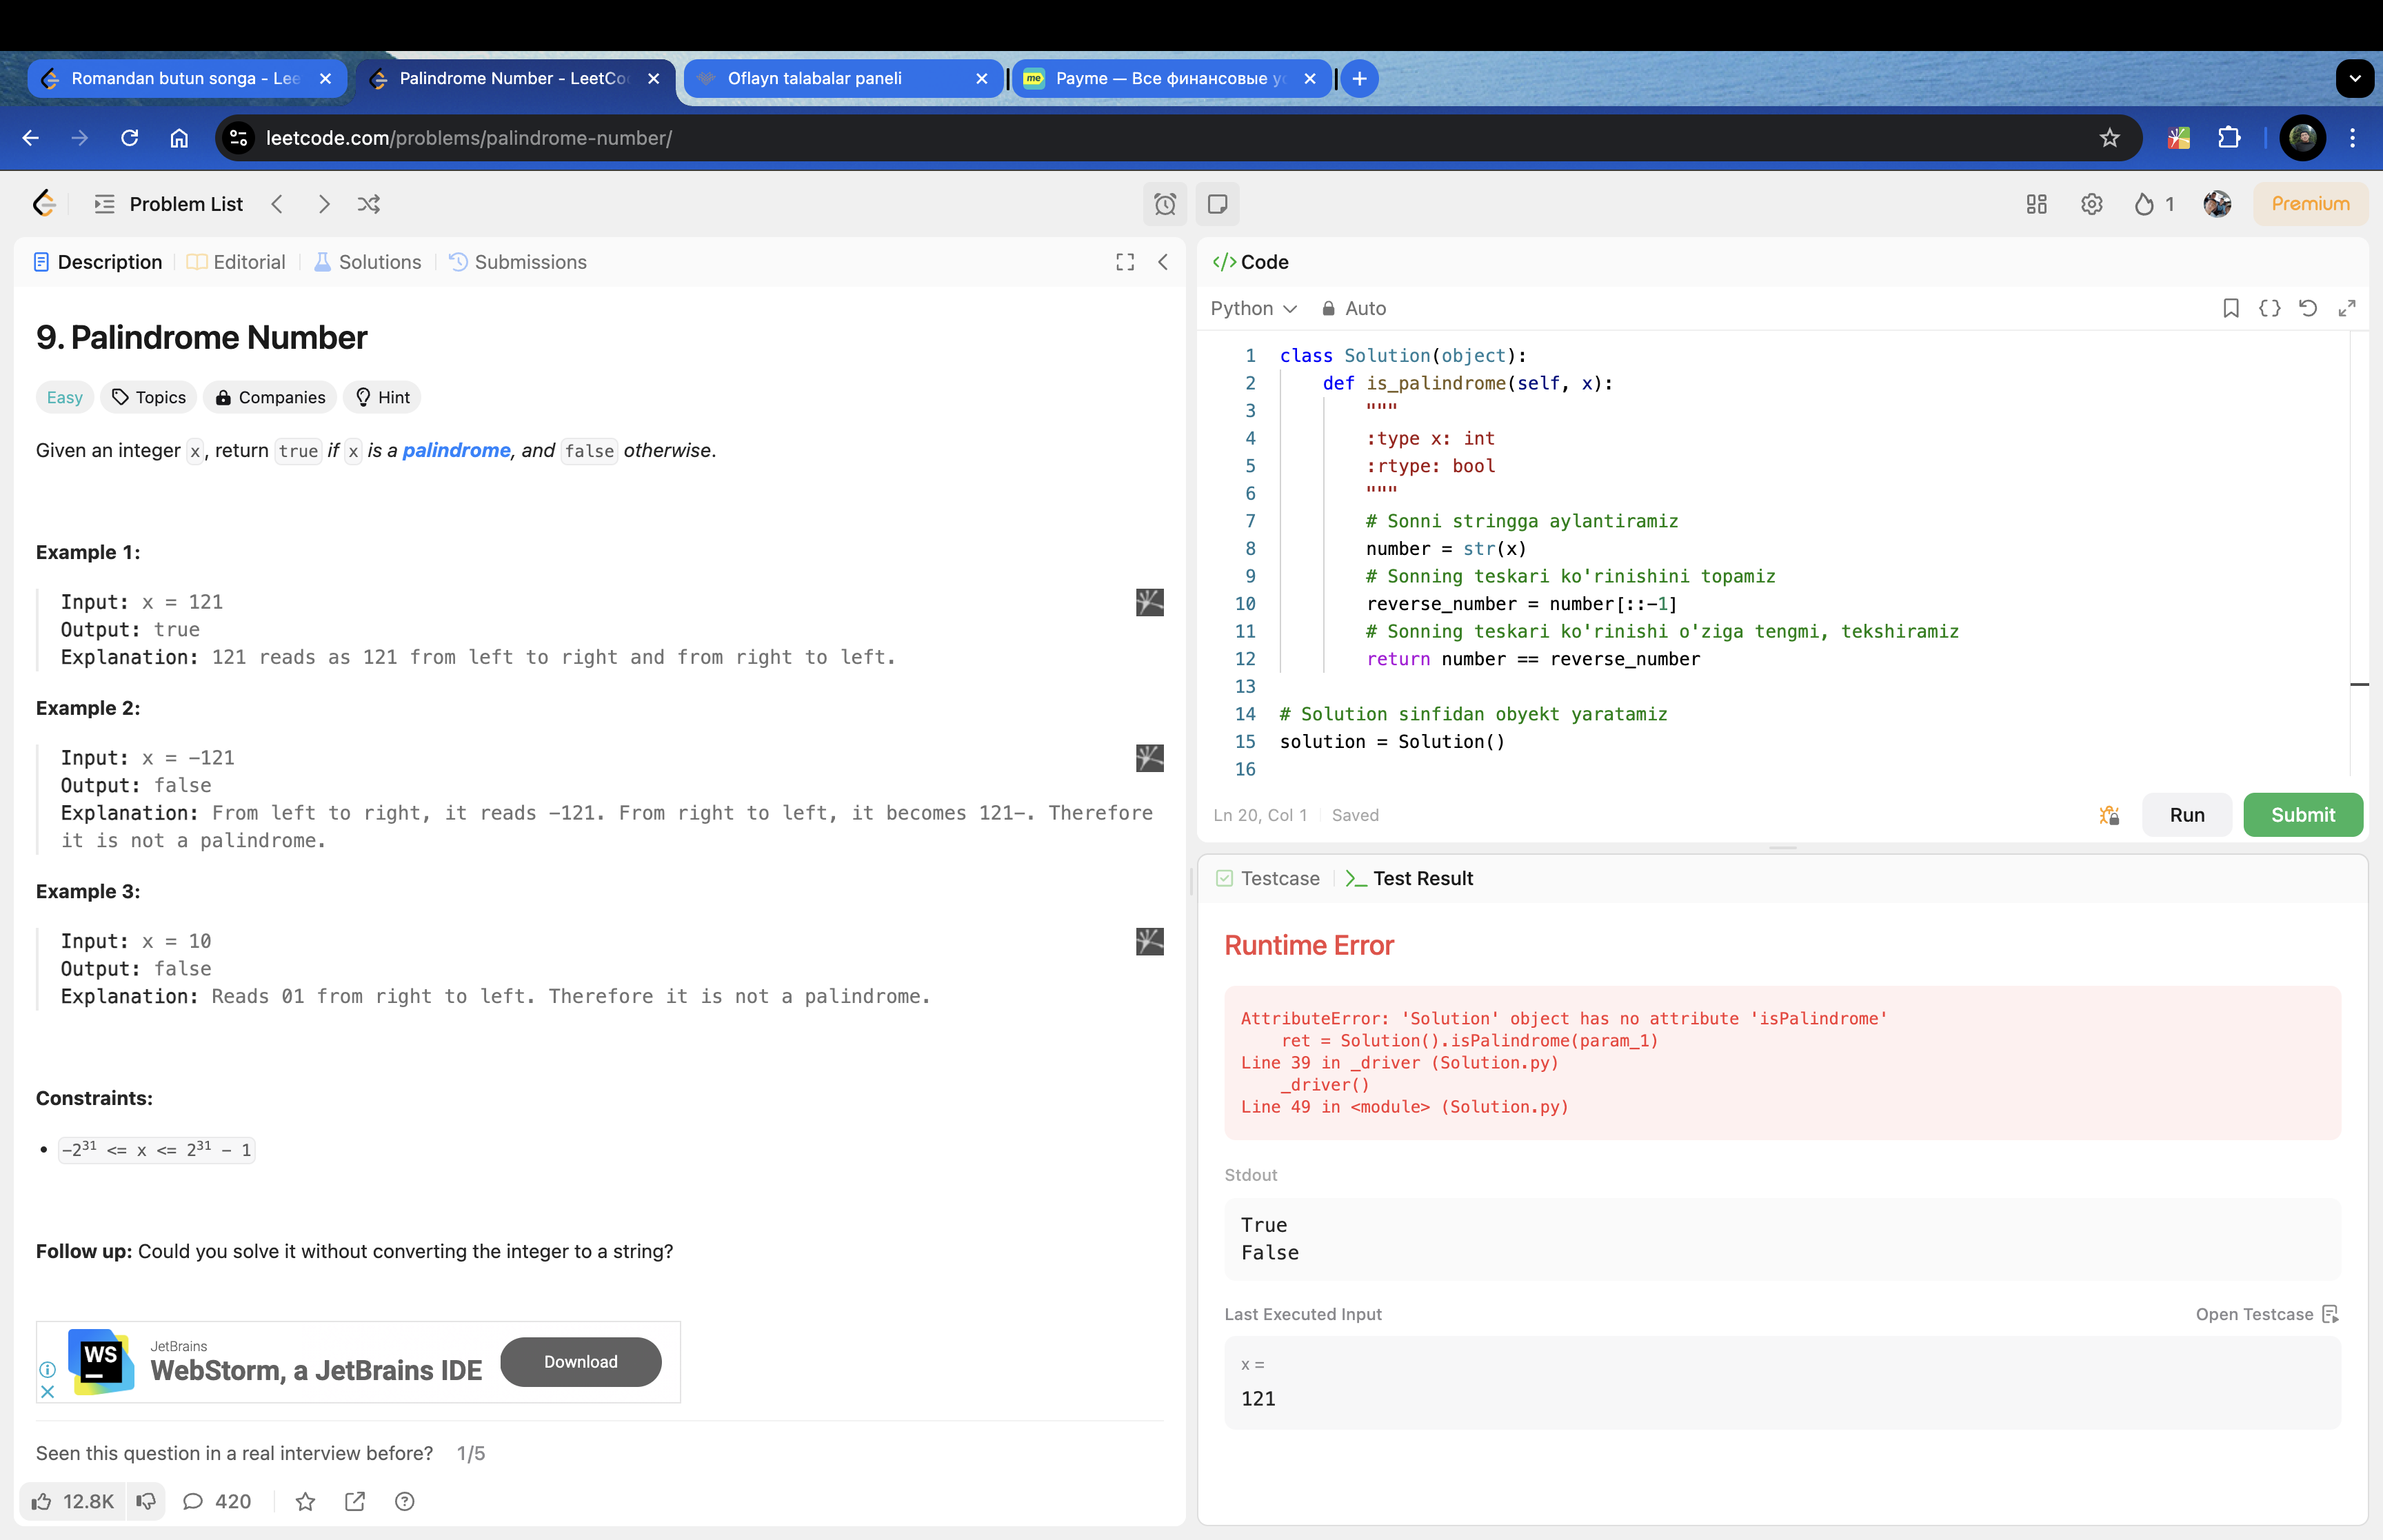 Romandan butun songa - Lee
Palindrome Number - LeetCo
Oflayn talabalar paneli
me
Payme — Все финансовые у
leetcode.com/problems/palindrome-number/
Problem List
1
Premium
Description
Editorial
Solutions
Submissions
9. Palindrome Number
Easy
Topics
Companies
Hint
Given an integer x, return true if x is a palindrome, and false otherwise.
Example 1:
Input: x = 121
Output: true
Explanation: 121 reads as 121 from left to right and from right to left.
Example 2:
Input: x = -121
Output: false
Explanation: From left to right, it reads -121. From right to left, it becomes 121-. Therefore
it is not a palindrome.
Example 3:
Input: x = 10
Output: false
Explanation: Reads 01 from right to left. Therefore it is not a palindrome.
Constraints:
• -2³¹ <= x <= 2³¹ - 1
Follow up: Could you solve it without converting the integer to a string?
WS
JetBrains
WebStorm, a JetBrains IDE
Download
Seen this question in a real interview before? 1/5
12.8K
420
</> Code
Python
Auto
1 class Solution(object):
2 def is_palindrome(self, x):
3 """
4 :type x: int
5 :rtype: bool
6 """
7 # Sonni stringga aylantiramiz
8 number = str(x)
9 # Sonning teskari ko'rinishini topamiz
10 reverse_number = number[::-1]
11 # Sonning teskari ko'rinishi o'ziga tengmi, tekshiramiz
12 return number == reverse_number
13
14 # Solution sinfidan obyekt yaratamiz
15 solution = Solution()
16
Ln 20, Col 1
Saved
Run
Submit
Testcase
Test Result
Runtime Error
AttributeError: 'Solution' object has no attribute 'isPalindrome'
ret = Solution().isPalindrome(param_1)
Line 39 in _driver (Solution.py)
_driver()
Line 49 in <module> (Solution.py)
Stdout
True
False
Last Executed Input
Open Testcase
x =
121